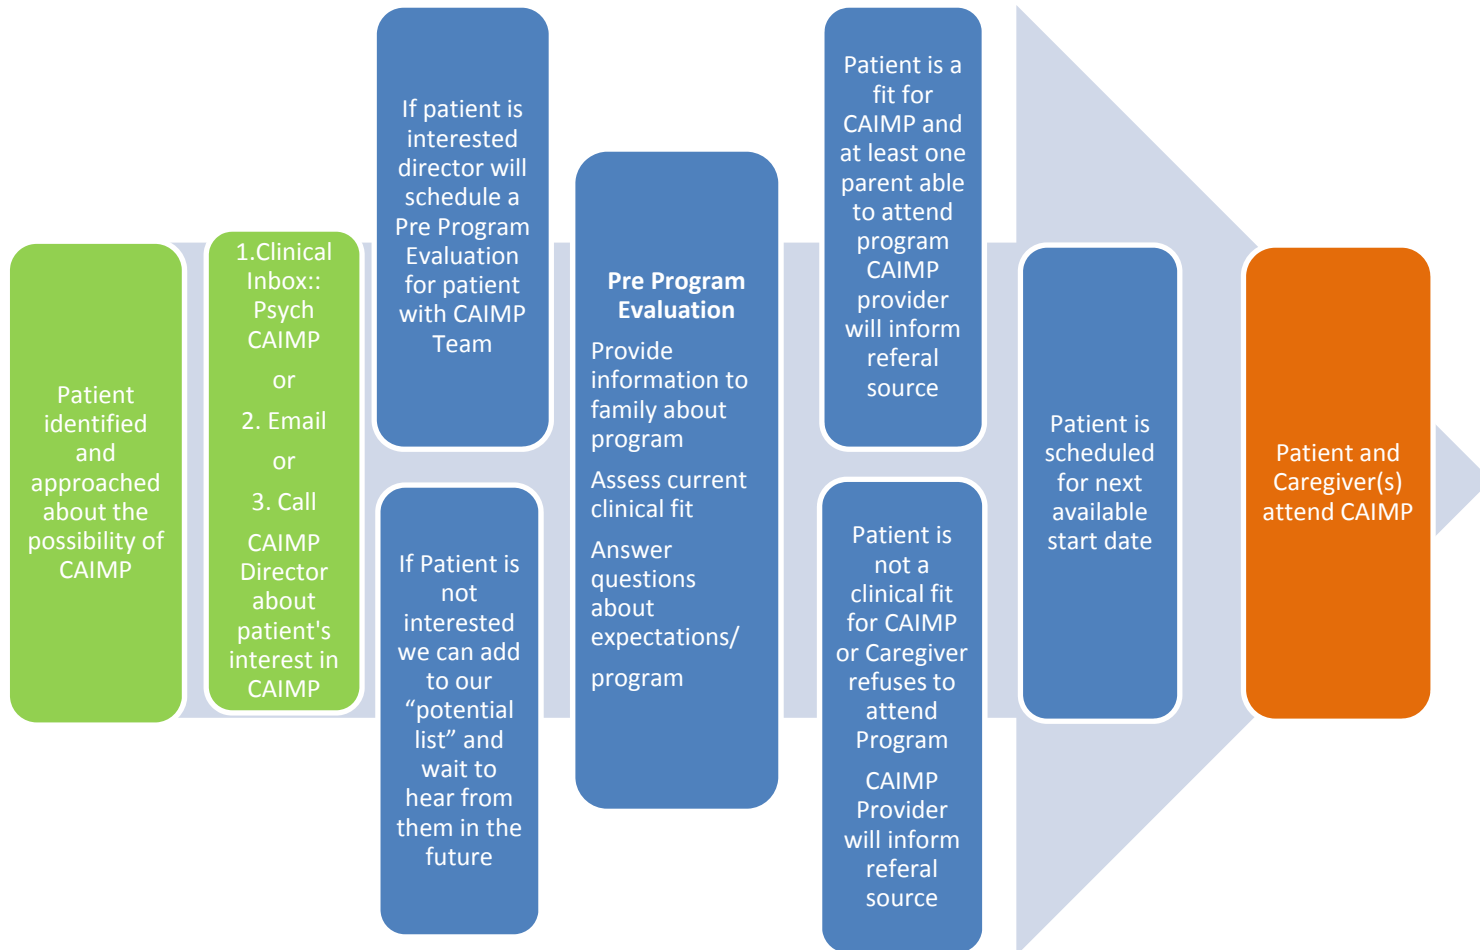 Patient
identified
and
approached
about the
possibility of
CAIMP
1.Clinical
Inbox::
Psych
CAIMP
or
2. Email
or
3. Call
CAIMP
Director
about
patient's
interest in
CAIMP
If patient is
interested
director will
schedule a
Pre Program
Evaluation
for patient
with CAIMP
Team
If Patient is
not
interested
we can add
to our
“potential
list” and
wait to
hear from
them in the
future
Pre Program
Evaluation
Provide
information to
family about
program
Assess current
clinical fit
Answer
questions
about
expectations/
program
Patient is a
fit for
CAIMP and
at least one
parent able
to attend
program
CAIMP
provider
will inform
referal
source
Patient is
not a
clinical fit
for CAIMP
or Caregiver
refuses to
attend
Program
CAIMP
Provider
will inform
referal
source
Patient is
scheduled
for next
available
start date
Patient and
Caregiver(s)
attend CAIMP